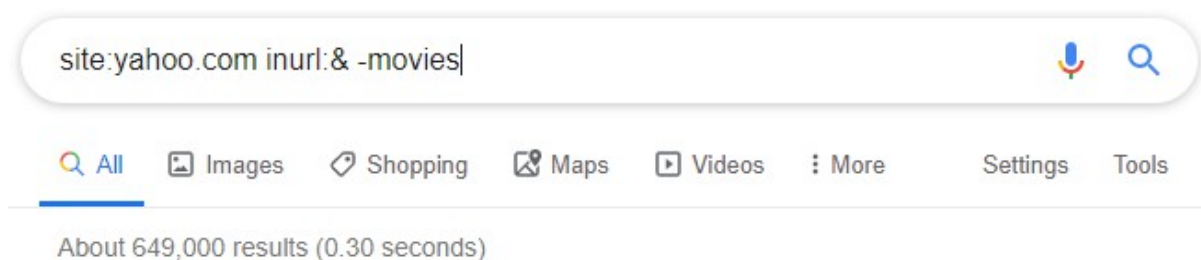 site:yahoo.com inurl:& -movies
All Images Shopping Maps Videos More Settings Tools
About 649,000 results (0.30 seconds)